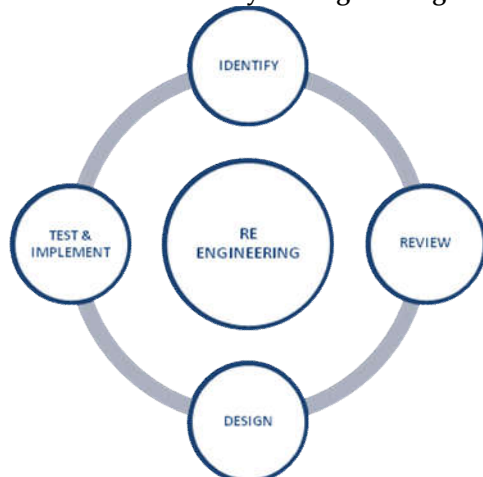 IDENTIFY
TEST &
IMPLEMENT
RE
ENGINEERING
REVIEW
DESIGN